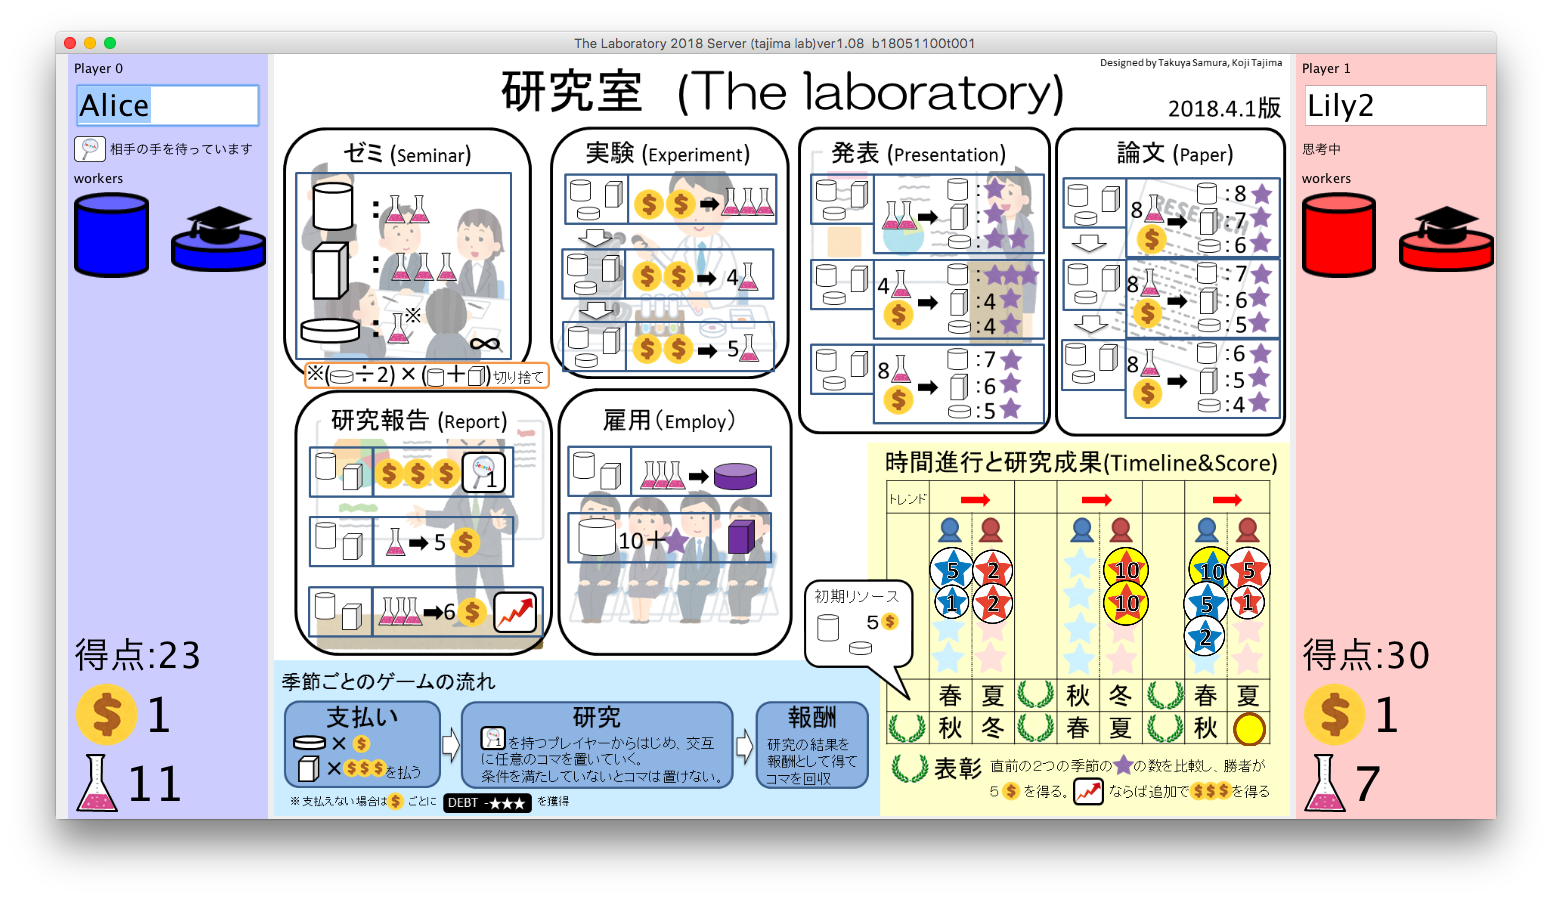 The Laboratory 2018 Server (tajima lab)ver1.08 b18051100t001
Player 0
Alice
相手の手を待っています
workers
得点:23
1
11
Designed by Takuya Samura, Koji Tajima
研究室 (The laboratory)
2018.4.1版
ゼミ (Seminar)
:
:
: ※
∞
※(÷2)×(+)切り捨て
実験 (Experiment)
4
5
発表 (Presentation)
:
:
:
4 :
:4
:4
8 :7
:6
:5
論文 (Paper)
8 :8
:7
:6
8 :7
:6
:5
8 :6
:5
:4
研究報告 (Report)
1
5
6
雇用(Employ)
10+
時間進行と研究成果(Timeline&Score)
トレンド
5 2 10 10 5
1 2 10 5 1
2
初期リソース
5
春 夏 秋 冬 春 夏
秋 冬 春 夏 秋
表彰 直前の2つの季節の の数を比較し、勝者が
5 を得る。 ならば追加で を得る
季節ごとのゲームの流れ
支払い
×
× を払う
研究
1 を持つプレイヤーからはじめ、交互
に任意のコマを置いていく。
条件を満たしていないとコマは置けない。
報酬
研究の結果を
報酬として得て
コマを回収
※支払えない場合は ごとに DEBT -★★★ を獲得
Player 1
Lily2
思考中
workers
得点:30
1
7